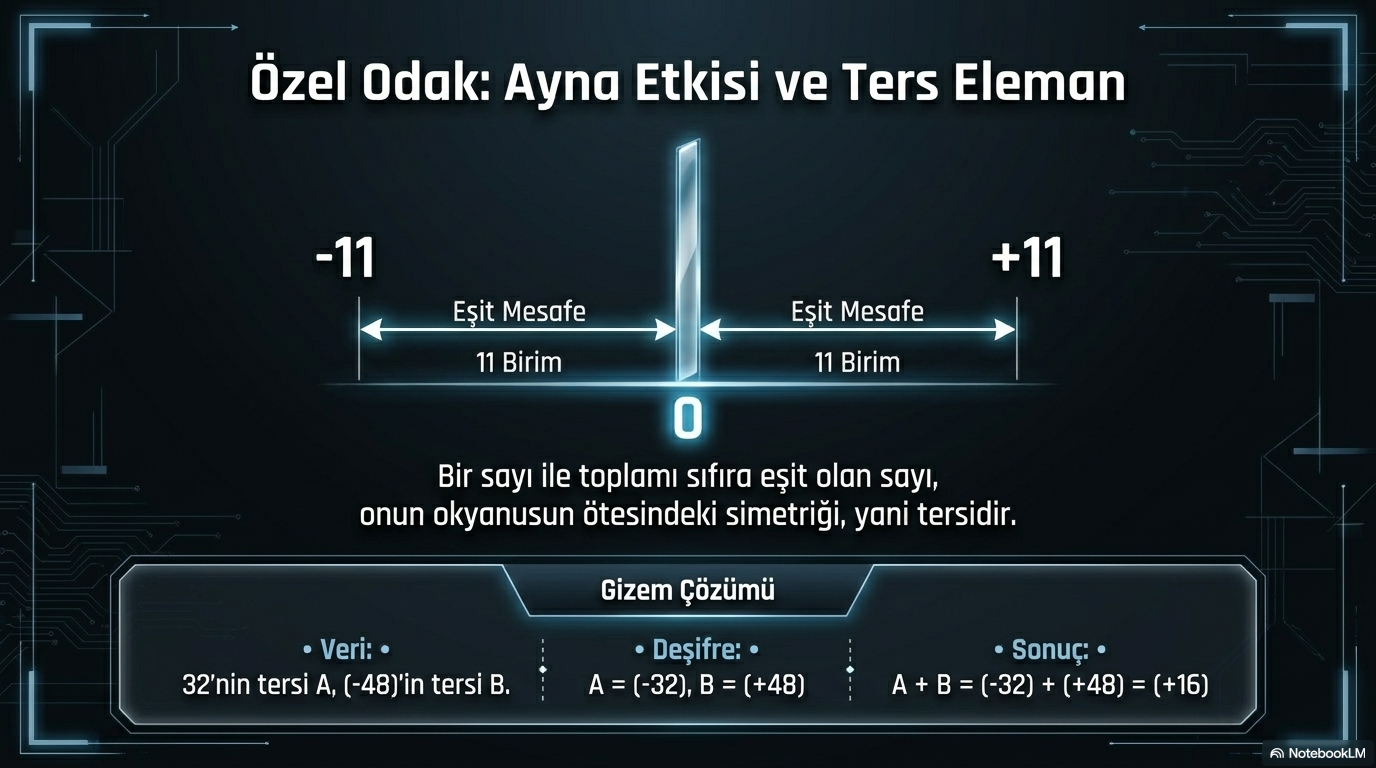 Özel Odak: Ayna Etkisi ve Ters Eleman
-11
+11
Eşit Mesafe
Eşit Mesafe
11 Birim
11 Birim
0
Bir sayı ile toplamı sıfıra eşit olan sayı,
onun okyanusun ötesindeki simetriği, yani tersidir.
Gizem Çözümü
• Veri: •
32'nin tersi A, (-48)'in tersi B.
• Deşifre: •
A = (-32), B = (+48)
• Sonuç: •
A + B = (-32) + (+48) = (+16)
NotebookLM